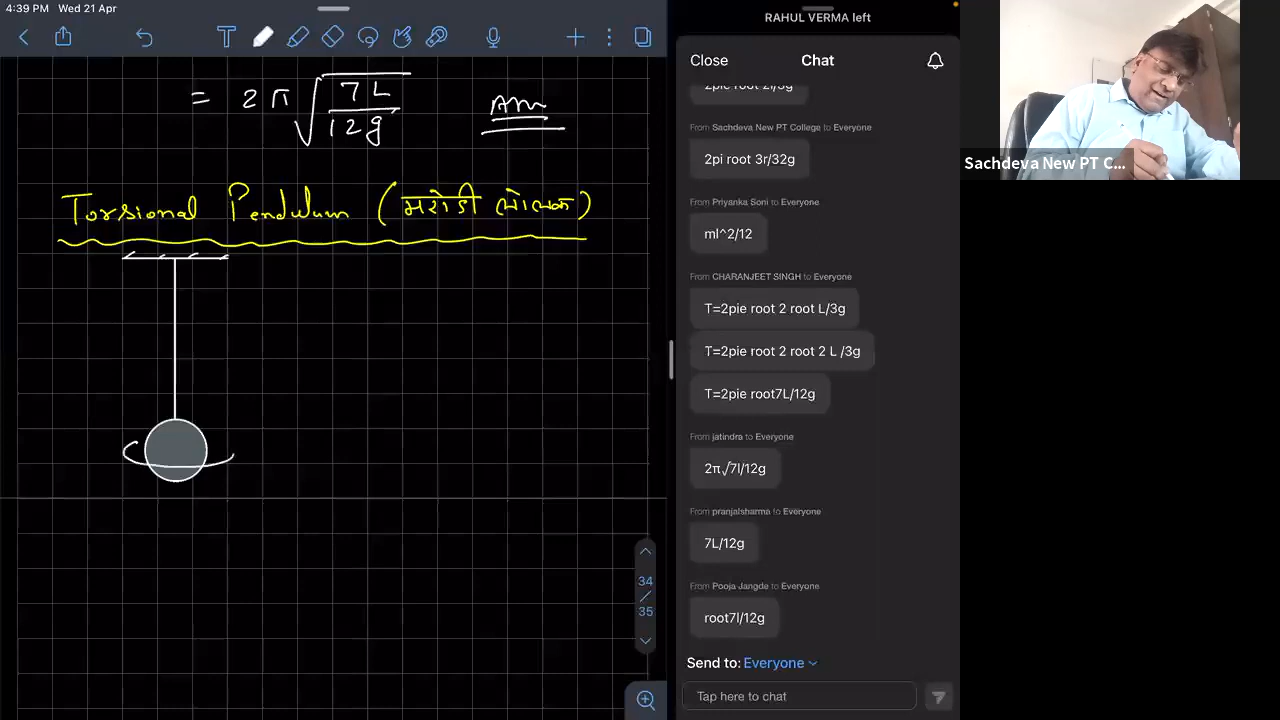 4:39 PM Wed 21 Apr
= 2π √7L/12g Ans
Torsional Pendulum (मरोडी लोलक)
34
/
35
RAHUL VERMA left
Close Chat
2pie root 2l/3g
From Sachdeva New PT College to Everyone
2pi root 3r/32g
From Priyanka Soni to Everyone
ml^2/12
From CHARANJEET SINGH to Everyone
T=2pie root 2 root L/3g
T=2pie root 2 root 2 L /3g
T=2pie root7L/12g
From jatindra to Everyone
2π√7l/12g
From pranjalsharma to Everyone
7L/12g
From Pooja Jangde to Everyone
root7l/12g
Send to: Everyone
Tap here to chat
Sachdeva New PT C...